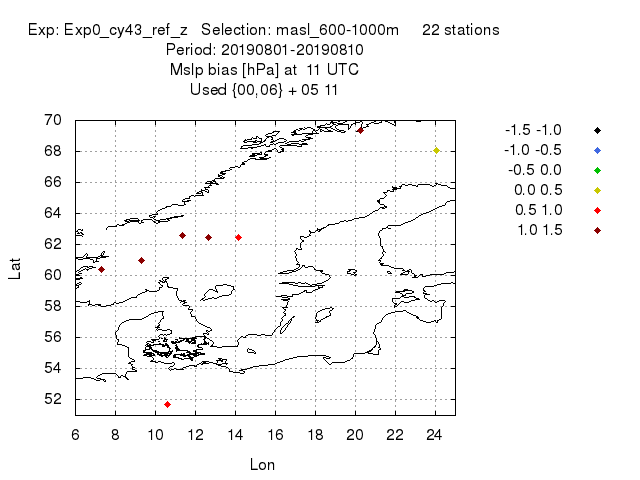 Exp: Exp0_cy43_ref_z Selection: masl_600-1000m 22 stations
Period: 20190801-20190810
Mslp bias [hPa] at 11 UTC
Used {00,06} + 05 11
70
68
66
64
62
60
58
56
54
52
Lat
6 8 10 12 14 16 18 20 22 24
Lon
-1.5 -1.0
-1.0 -0.5
-0.5 0.0
0.0 0.5
0.5 1.0
1.0 1.5